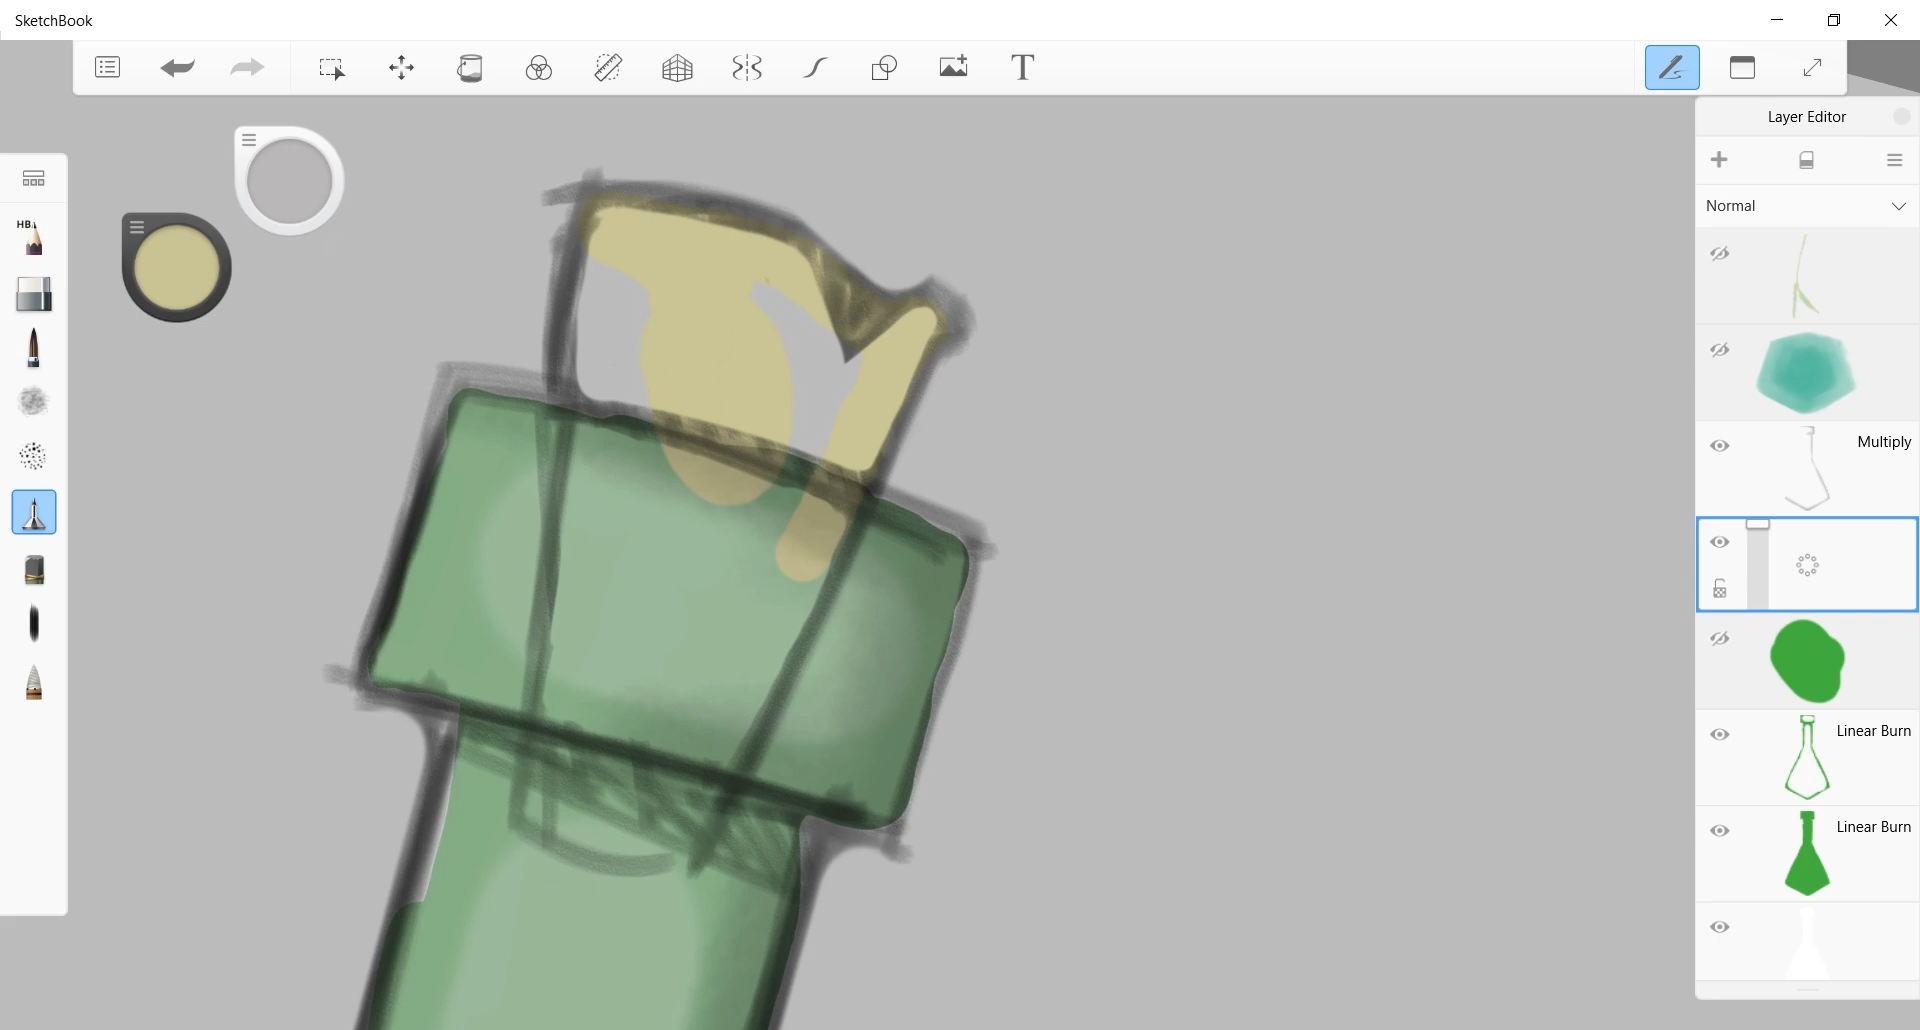 SketchBook
T
Layer Editor
Normal
HB
Multiply
Linear Burn
Linear Burn